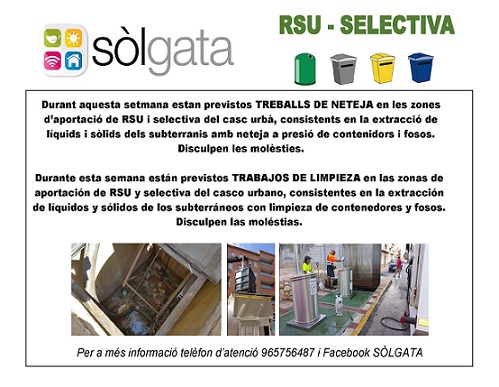 sòlgata
RSU - SELECTIVA
Durant aquesta setmana estan previstos TREBALLS DE NETEJA en les zones
d'aportació de RSU i selectiva del casc urbà, consistents en la extracció de
líquids i sòlids dels subterranis amb neteja a presió de contenidors i fosos.
Disculpen les molèsties.
Durante esta semana están previstos TRABAJOS DE LIMPIEZA en las zonas de
aportación de RSU y selectiva del casco urbano, consistentes en la extracción
de líquidos y sólidos de los subterráneos con limpieza de contenedores y fosos.
Disculpen las moléstias.
Per a més informació telèfon d'atenció 965756487 i Facebook SÒLGATA